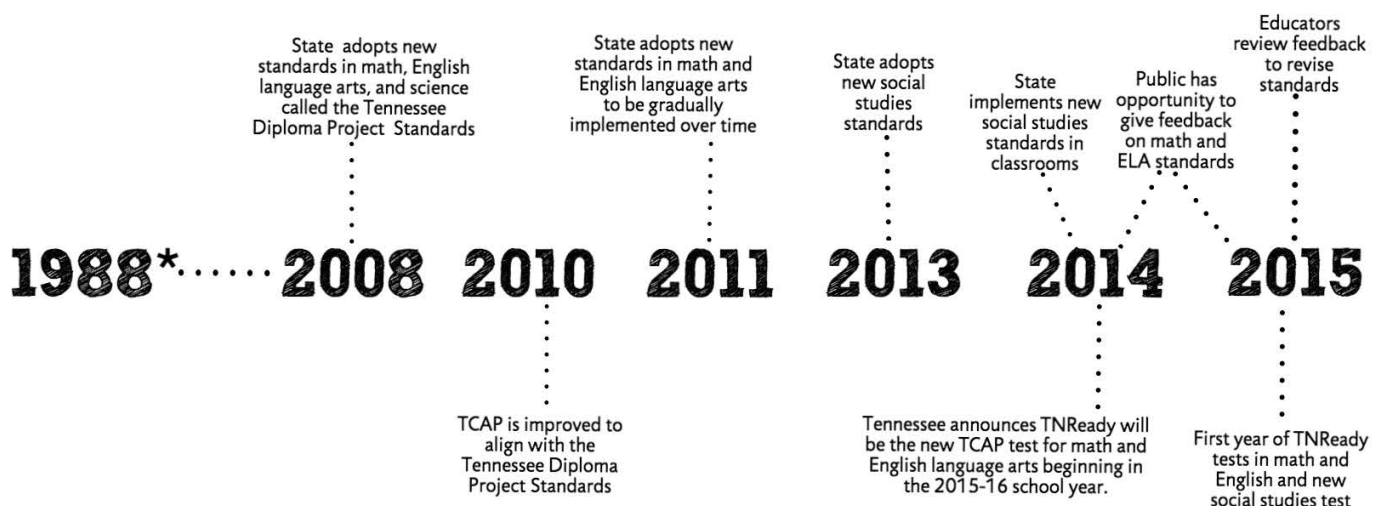 State adopts new
standards in math, English
language arts, and science
called the Tennessee
Diploma Project Standards
State adopts new
standards in math and
English language arts
to be gradually
implemented over time
State adopts
new social
studies
standards
State
implements new
social studies
standards in
classrooms
Public has
opportunity to
give feedback
on math and
ELA standards
Educators
review feedback
to revise
standards
1988*
2008
2010
2011
2013
2014
2015
TCAP is improved to
align with the
Tennessee Diploma
Project Standards
Tennessee announces TNReady will
be the new TCAP test for math and
English language arts beginning in
the 2015-16 school year.
First year of TNReady
tests in math and
English and new
social studies test